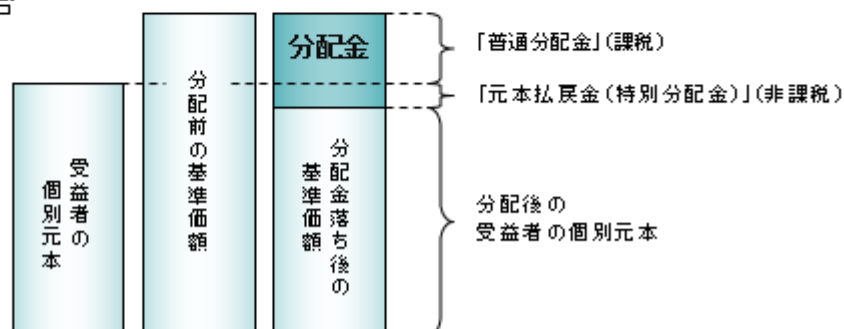 受益者の
個別元本
分配前の基準価額
分配金
分配金落ち後の
基準価額
「普通分配金」(課税)
「元本払戻金(特別分配金)」(非課税)
分配後の
受益者の個別元本